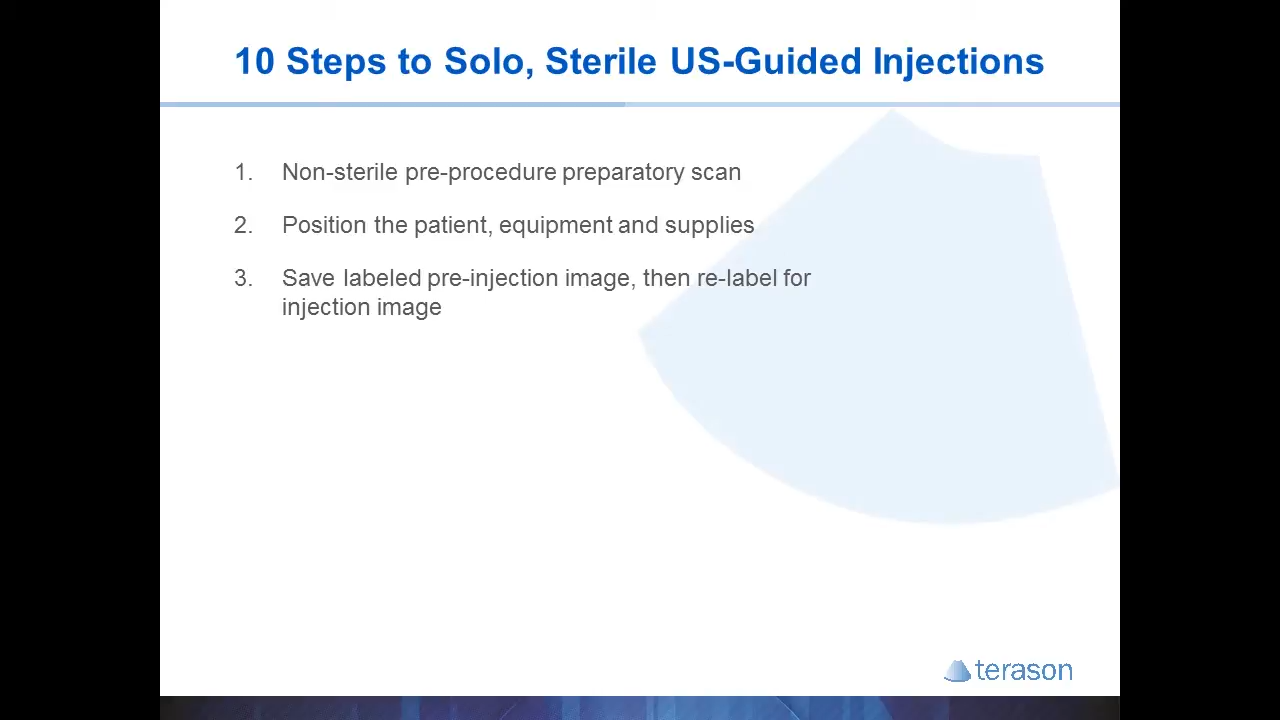 10 Steps to Solo, Sterile US-Guided Injections
1. Non-sterile pre-procedure preparatory scan
2. Position the patient, equipment and supplies
3. Save labeled pre-injection image, then re-label for
injection image
terason